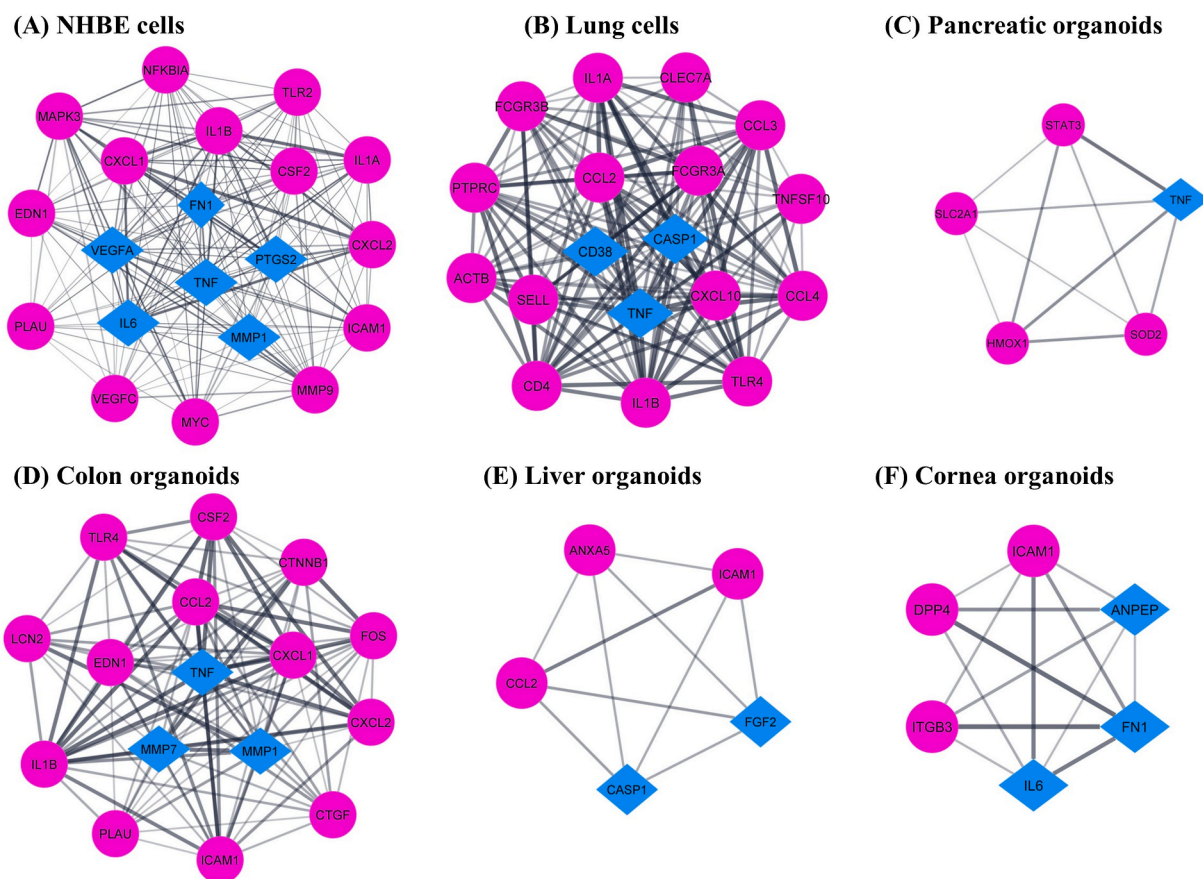 (A) NHBE cells
NFKBIA
TLR2
MAPK3
IL1B
CXCL1
CSF2
IL1A
EDN1
FN1
VEGFA
PTGS2
CXCL2
TNF
PLAU
IL6
MMP1
ICAM1
VEGFC
MYC
MMP9
(B) Lung cells
IL1A
CLEC7A
FCGR3B
CCL3
PTPRC
CCL2
FCGR3A
TNFSF10
CD38
CASP1
ACTB
SELL
TNF
CXCL10
CCL4
CD4
IL1B
TLR4
(C) Pancreatic organoids
STAT3
TNF
SLC2A1
HMOX1
SOD2
(D) Colon organoids
CSF2
TLR4
CTNNB1
CCL2
LCN2
EDN1
TNF
CXCL1
FOS
CXCL2
MMP7
MMP1
IL1B
PLAU
CTGF
ICAM1
(E) Liver organoids
ANXA5
ICAM1
CCL2
FGF2
CASP1
(F) Cornea organoids
ICAM1
DPP4
ANPEP
ITGB3
FN1
IL6